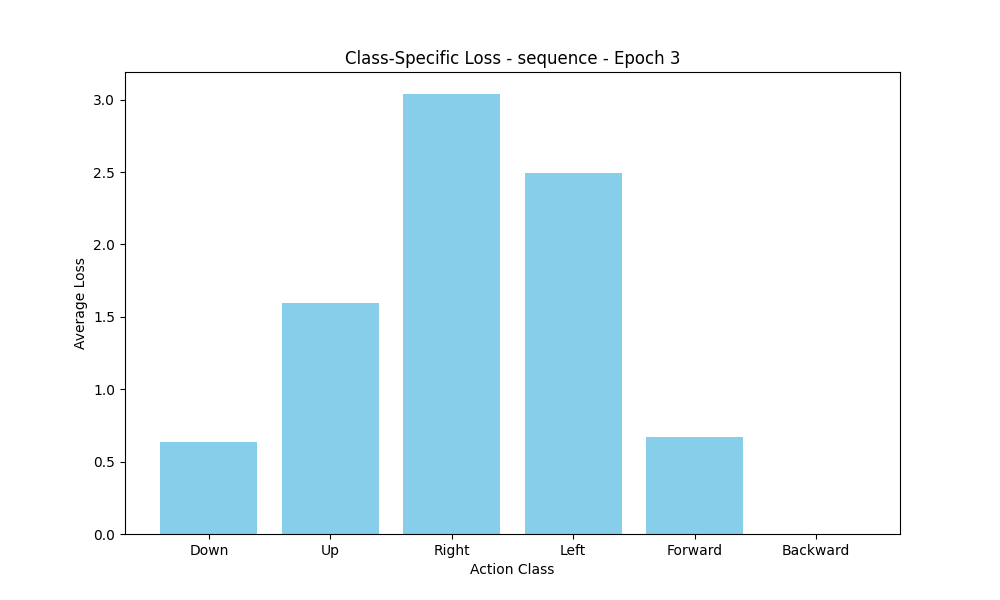 Class-Specific Loss - sequence - Epoch 3
3.0
2.5
2.0
1.5
1.0
0.5
0.0
Average Loss
Down Up Right Left Forward Backward
Action Class